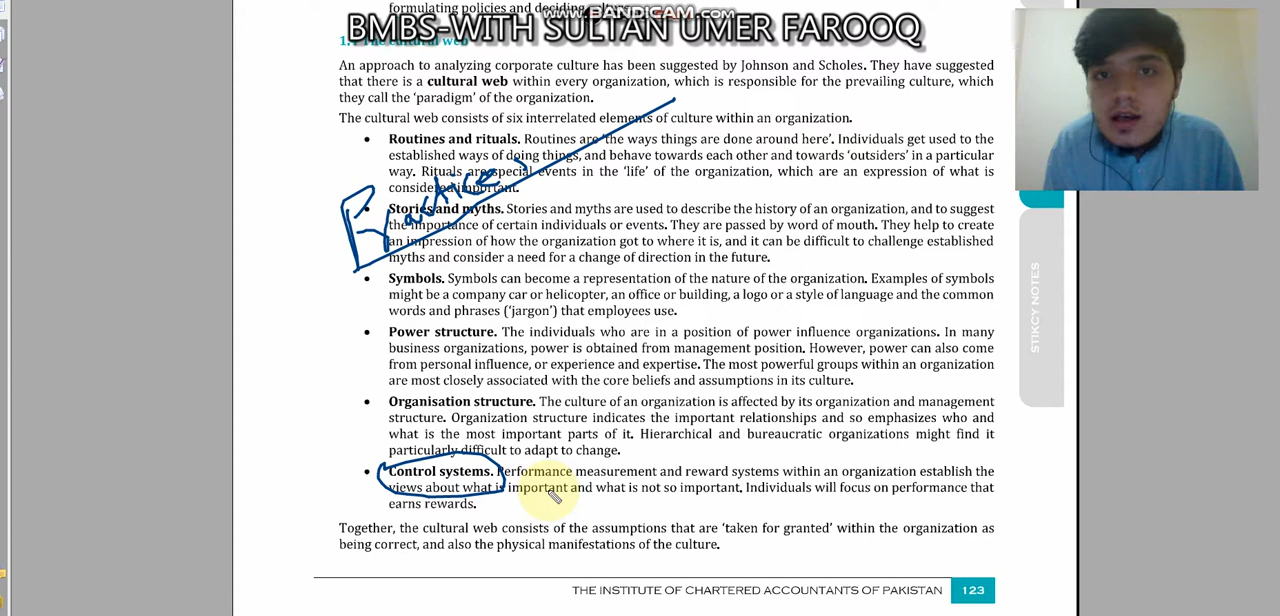 formulating policies and deciding
www.BANDICAM.com
BMBS-WITH SULTAN UMER FAROOQ
An approach to analyzing corporate culture has been suggested by Johnson and Scholes. They have suggested
that there is a cultural web within every organization, which is responsible for the prevailing culture, which
they call the ‘paradigm’ of the organization.
The cultural web consists of six interrelated elements of culture within an organization.
• Routines and rituals. Routines are ‘the ways things are done around here’. Individuals get used to the
established ways of doing things, and behave towards each other and towards ‘outsiders’ in a particular
way. Rituals are special events in the ‘life’ of the organization, which are an expression of what is
considered important.
Practice
• Stories and myths. Stories and myths are used to describe the history of an organization, and to suggest
the importance of certain individuals or events. They are passed by word of mouth. They help to create
an impression of how the organization got to where it is, and it can be difficult to challenge established
myths and consider a need for a change of direction in the future.
• Symbols. Symbols can become a representation of the nature of the organization. Examples of symbols
might be a company car or helicopter, an office or building, a logo or a style of language and the common
words and phrases (‘jargon’) that employees use.
• Power structure. The individuals who are in a position of power influence organizations. In many
business organizations, power is obtained from management position. However, power can also come
from personal influence, or experience and expertise. The most powerful groups within an organization
are most closely associated with the core beliefs and assumptions in its culture.
• Organisation structure. The culture of an organization is affected by its organization and management
structure. Organization structure indicates the important relationships and so emphasizes who and
what is the most important parts of it. Hierarchical and bureaucratic organizations might find it
particularly difficult to adapt to change.
• Control systems. Performance measurement and reward systems within an organization establish the
views about what is important and what is not so important. Individuals will focus on performance that
earns rewards.
Together, the cultural web consists of the assumptions that are ‘taken for granted’ within the organization as
being correct, and also the physical manifestations of the culture.
THE INSTITUTE OF CHARTERED ACCOUNTANTS OF PAKISTAN 123
STIKCY NOTES